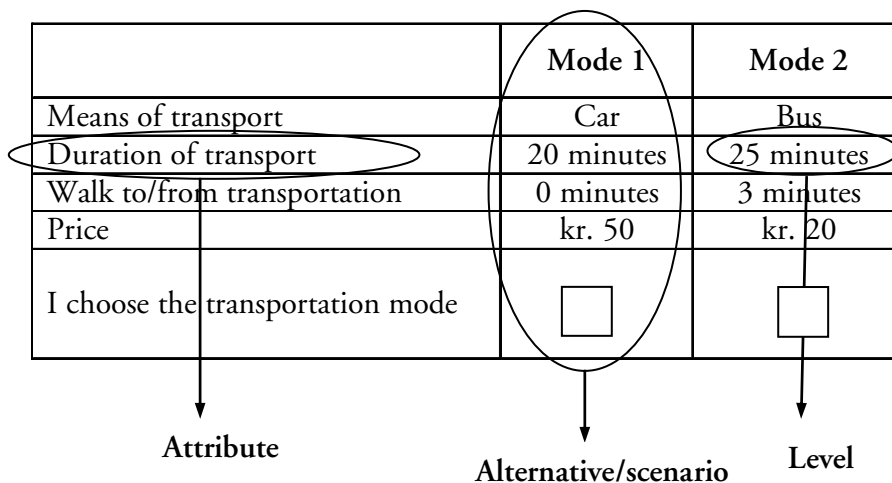 Mode 1 Mode 2
Means of transport Car Bus
Duration of transport 20 minutes 25 minutes
Walk to/from transportation 0 minutes 3 minutes
Price kr. 50 kr. 20
I choose the transportation mode
Attribute
Alternative/scenario
Level